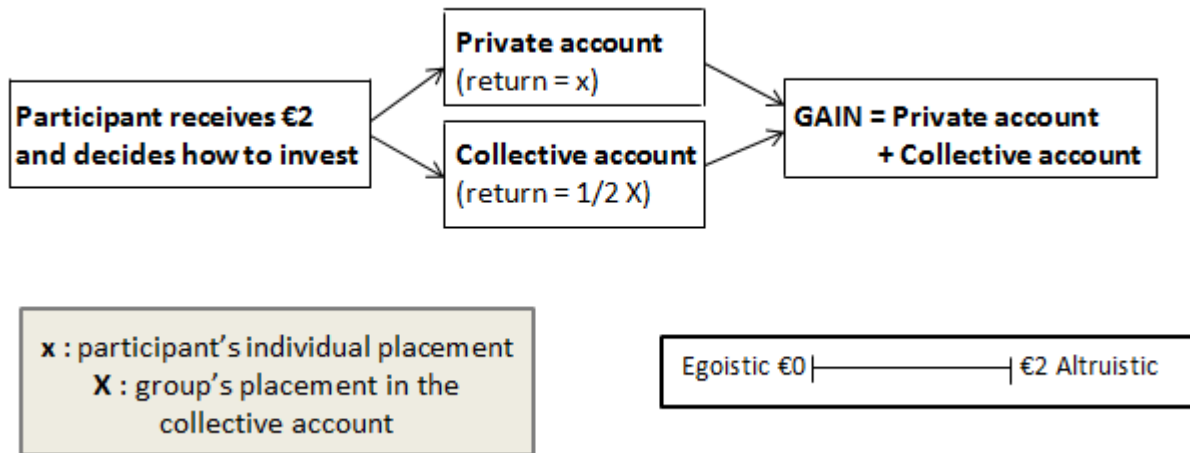 Participant receives €2
and decides how to invest
Private account
(return = x)
Collective account
(return = 1/2 X)
GAIN = Private account
+ Collective account
x : participant's individual placement
X : group's placement in the
collective account
Egoistic €0 €2 Altruistic